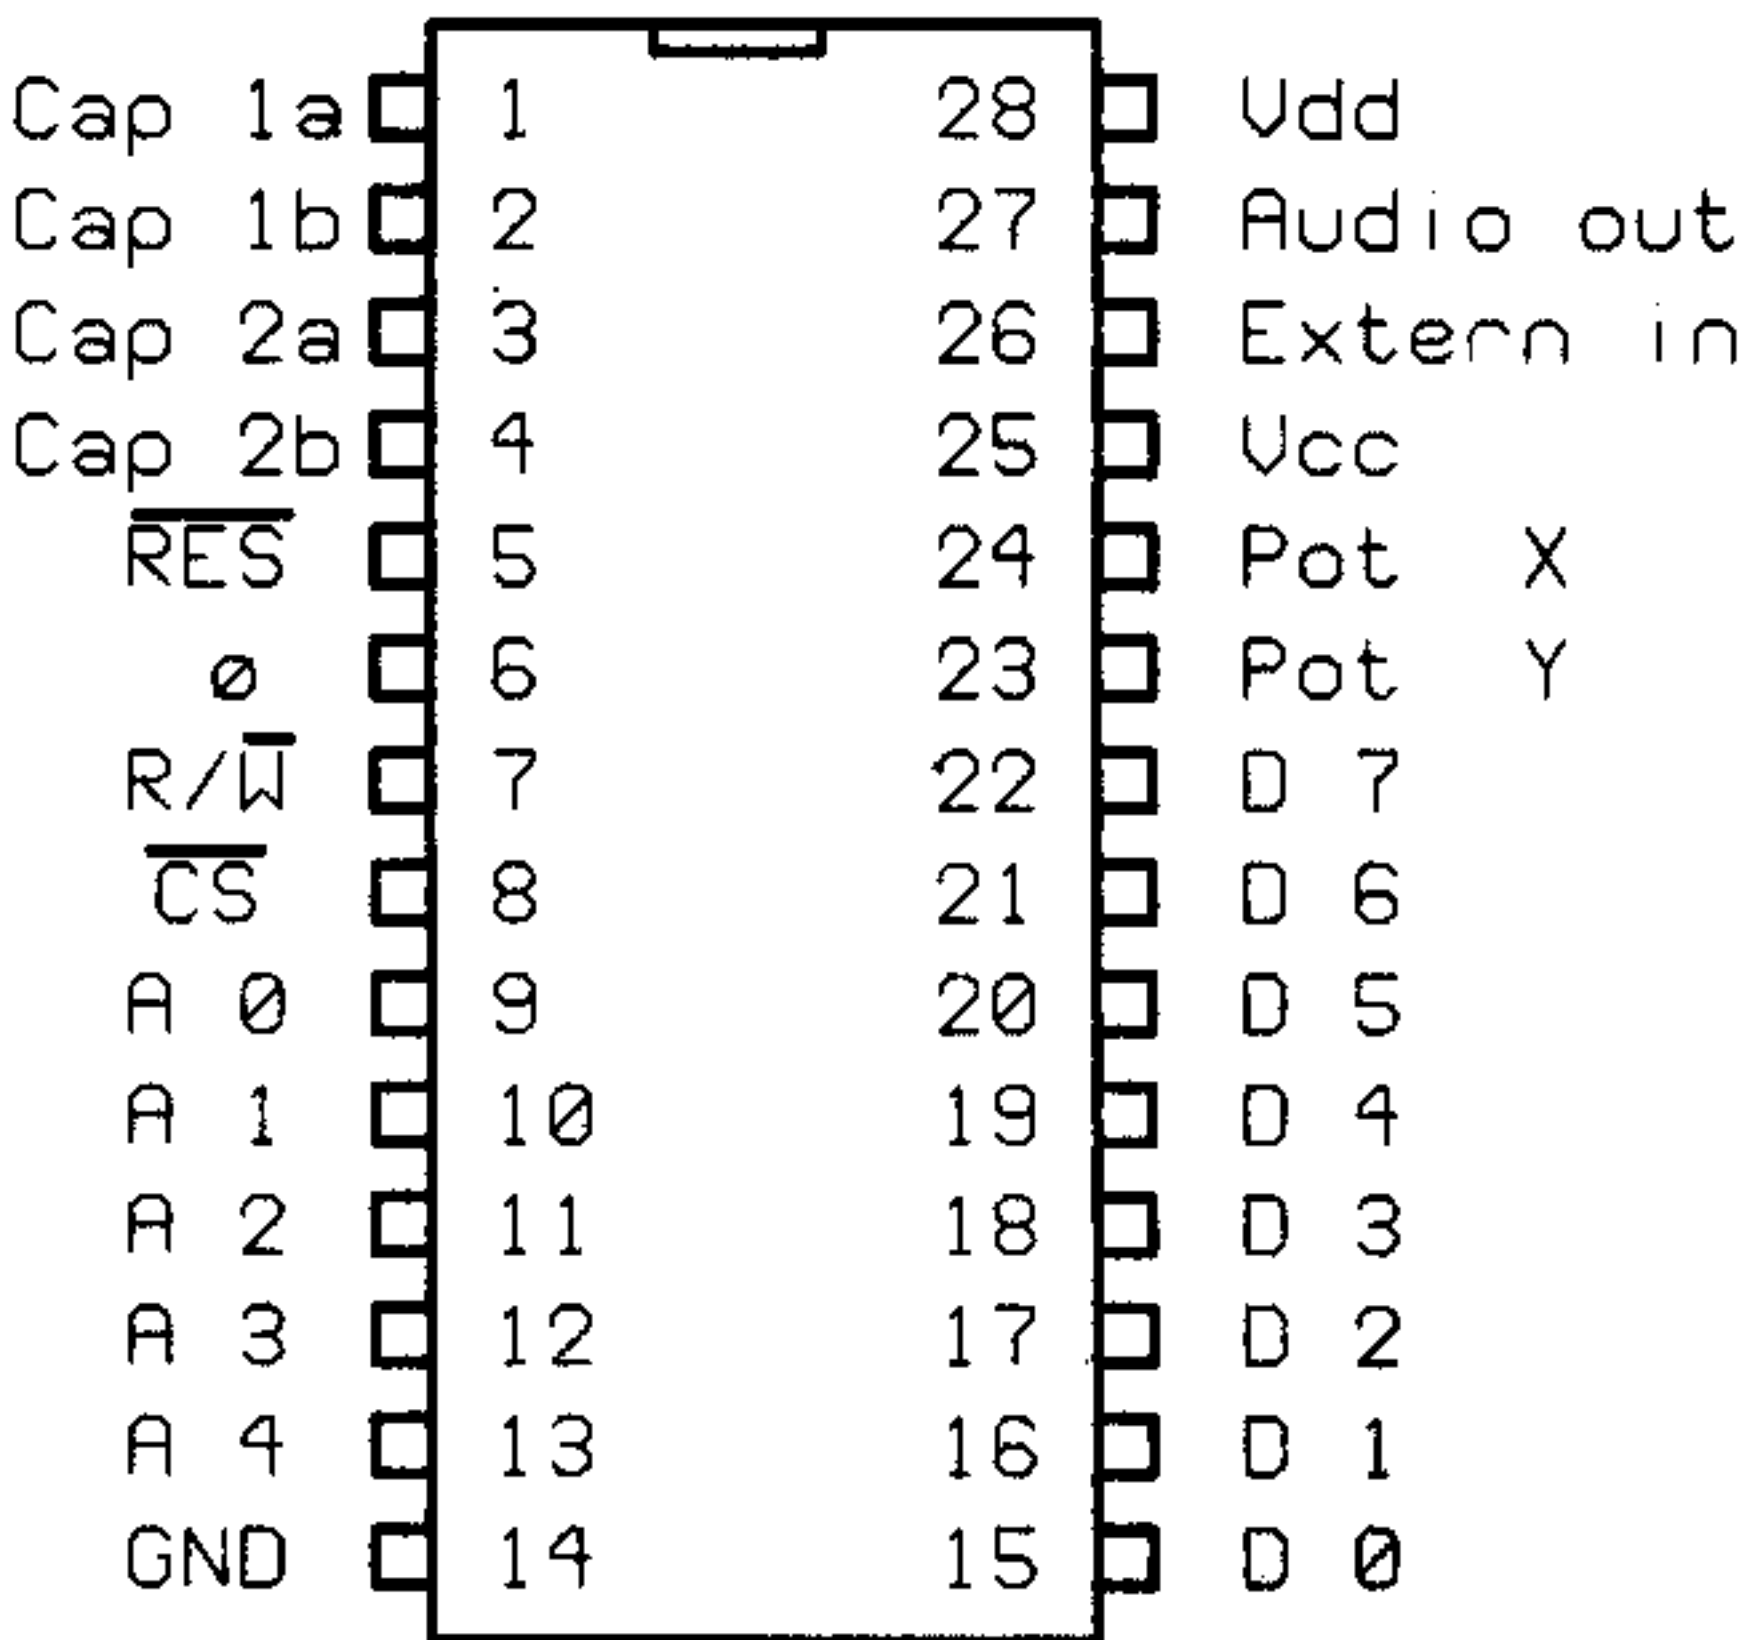 Cap 1a 1 28 Vdd
Cap 1b 2 27 Audio out
Cap 2a 3 26 Extern in
Cap 2b 4 25 Vcc
R̅E̅S̅ 5 24 Pot X
ø 6 23 Pot Y
R/W̅ 7 22 D 7
C̅S̅ 8 21 D 6
A 0 9 20 D 5
A 1 10 19 D 4
A 2 11 18 D 3
A 3 12 17 D 2
A 4 13 16 D 1
GND 14 15 D 0